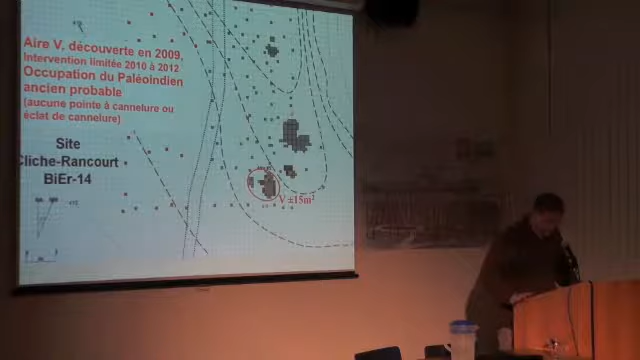 Aire V. découverte en 2009,
Intervention limitée 2010 à 2012
Occupation du Paléoindien
ancien probable
(aucune pointe à cannelure ou
éclat de cannelure)
Site
Cliche-Rancourt
BiEr-14
V ±15m²